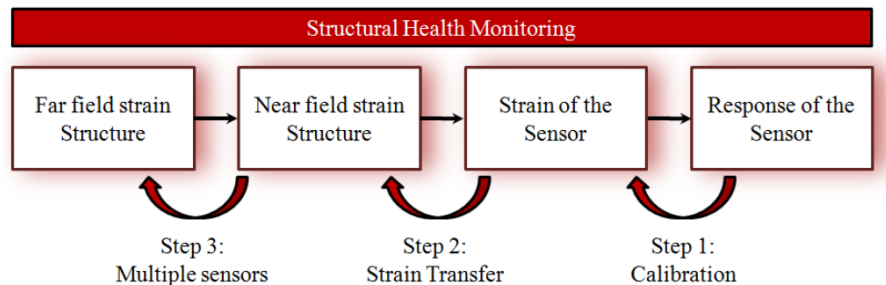 Structural Health Monitoring
Far field strain
Structure
Near field strain
Structure
Strain of the
Sensor
Response of the
Sensor
Step 3:
Multiple sensors
Step 2:
Strain Transfer
Step 1:
Calibration